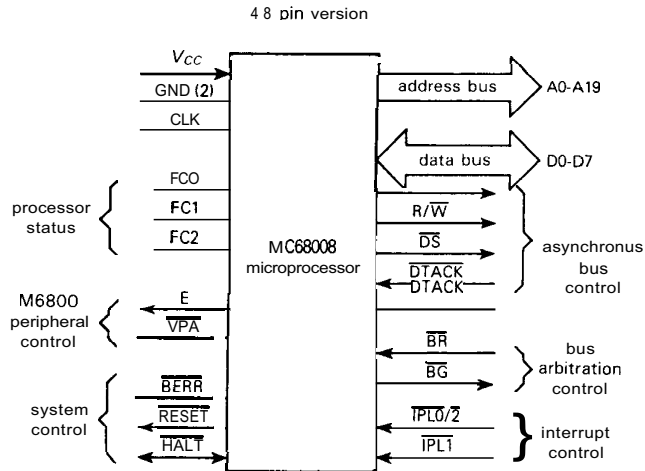 48 pin version
VCC
GND (2)
CLK
FCO
FC1
FC2
processor
status
E
VPA
M6800
peripheral
control
BERR
RESET
HALT
system
control
MC68008
microprocessor
address bus
A0-A19
data bus
D0-D7
R/W
DS
DTACK
DTACK
asynchronus
bus
control
BR
BG
bus
arbitration
control
IPL0/2
IPL1
interrupt
control